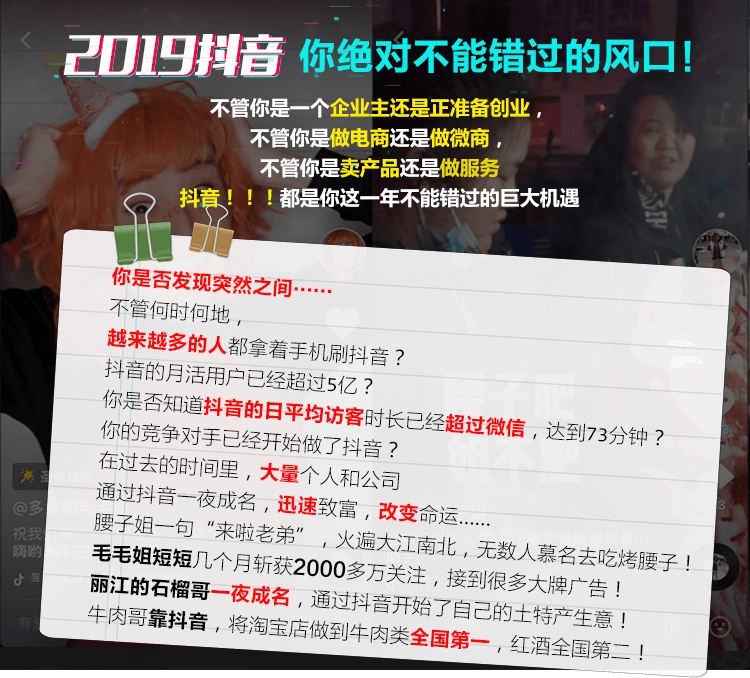 2019抖音 你绝对不能错过的风口!
不管你是一个企业主还是正准备创业，
不管你是做电商还是做微商，
不管你是卖产品还是做服务
抖音！！！都是你这一年不能错过的巨大机遇
你是否发现突然之间······
不管何时何地，
越来越多的人都拿着手机刷抖音？
抖音的月活用户已经超过5亿？
你是否知道抖音的日平均访客时长已经超过微信，达到73分钟？
你的竞争对手已经开始做了抖音？
在过去的时间里，大量个人和公司
通过抖音一夜成名，迅速致富，改变命运......
腰子姐一句“来啦老弟”，火遍大江南北，无数人慕名去吃烤腰子！
毛毛姐短短几个月斩获2000多万关注，接到很多大牌广告！
丽江的石榴哥一夜成名，通过抖音开始了自己的土特产生意！
牛肉哥靠抖音，将淘宝店做到牛肉类全国第一，红酒全国第二！